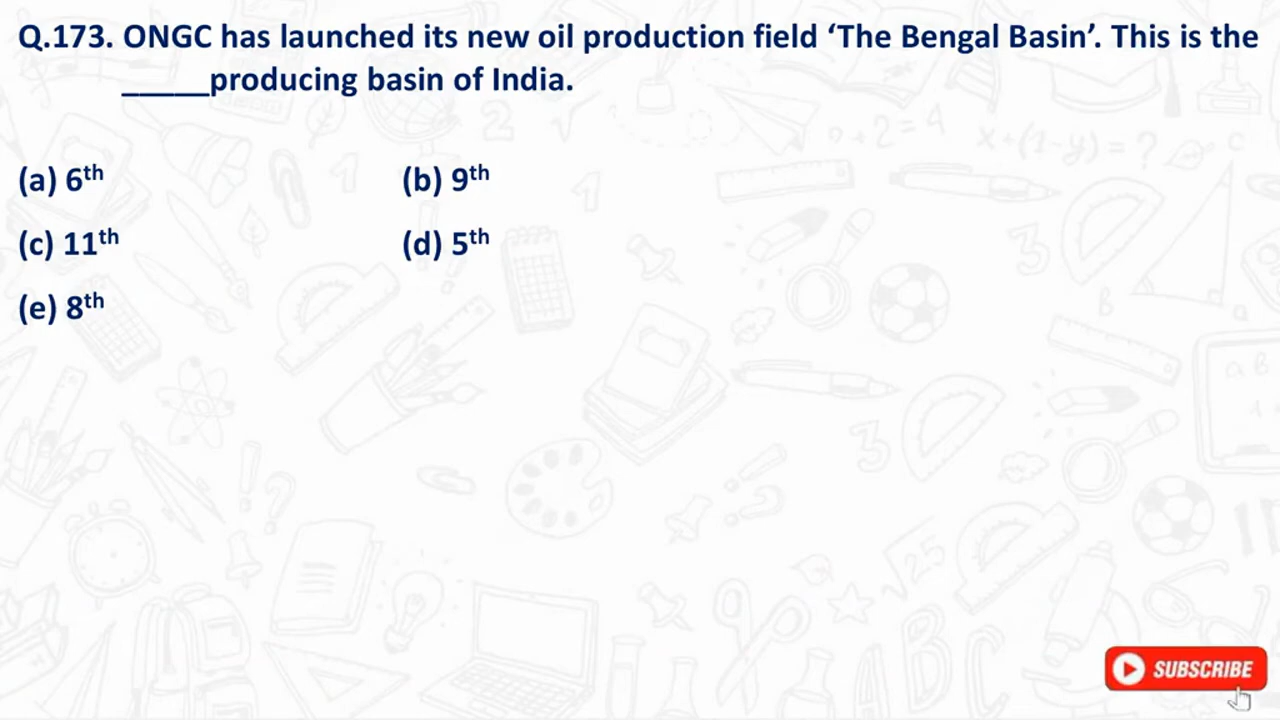 Q.173. ONGC has launched its new oil production field ‘The Bengal Basin’. This is the
_____producing basin of India.
(a) 6th (b) 9th
(c) 11th (d) 5th
(e) 8th
SUBSCRIBE